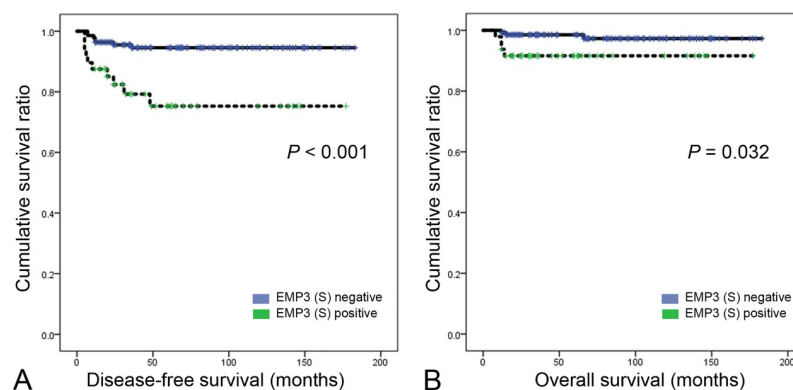 Cumulative survival ratio
1.0
0.8
0.6
0.4
0.2
0.0
P < 0.001
EMP3 (S) negative
EMP3 (S) positive
0 50 100 150 200
A Disease-free survival (months)
Cumulative survival ratio
1.0
0.8
0.6
0.4
0.2
0.0
P = 0.032
EMP3 (S) negative
EMP3 (S) positive
0 50 100 150 200
B Overall survival (months)